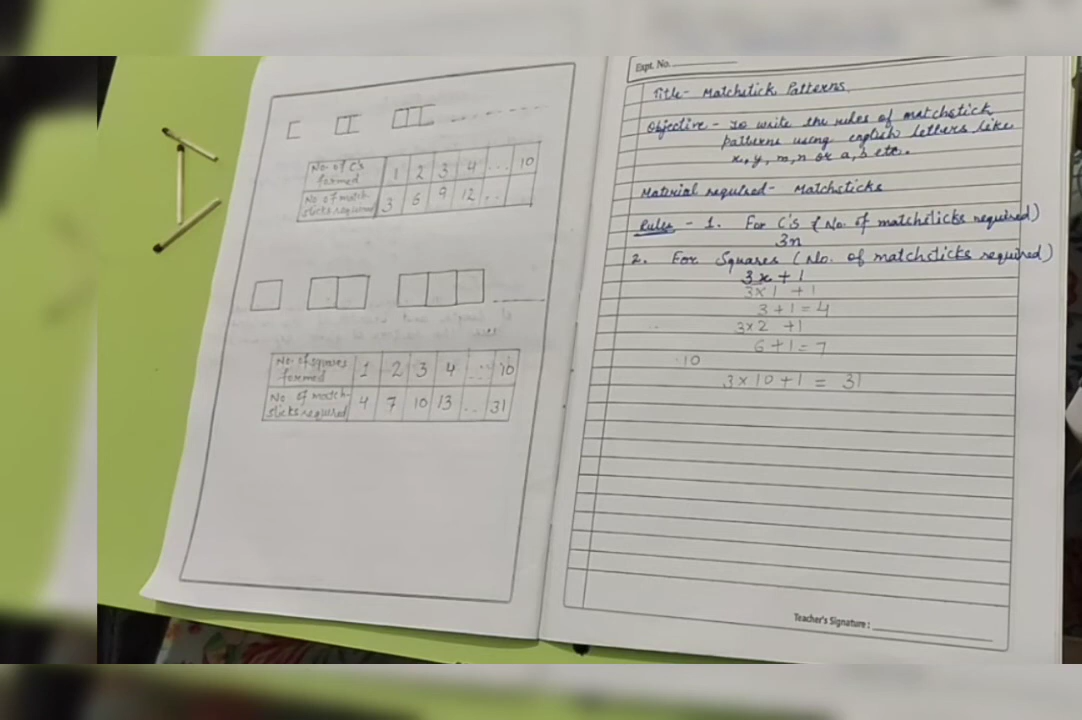 No. of C's formed 1 2 3 4 ... 10
No. of match-sticks required 3 6 9 12 ..
No. of squares formed 1 2 3 4 ... 10
No. of match-sticks required 4 7 10 13 .. 31
Expt. No.
Title - Matchstick Patterns
Objective - To write the rules of matchstick
patterns using english letters like
x, y, m, n or a, b etc.
Material required - Matchsticks
Rules - 1. For C's (No. of matchsticks required)
3n
2. For Squares (No. of matchsticks required)
3x + 1
3×1 + 1
3 + 1 = 4
3×2 + 1
6 + 1 = 7
10
3 × 10 + 1 = 31
Teacher's Signature :